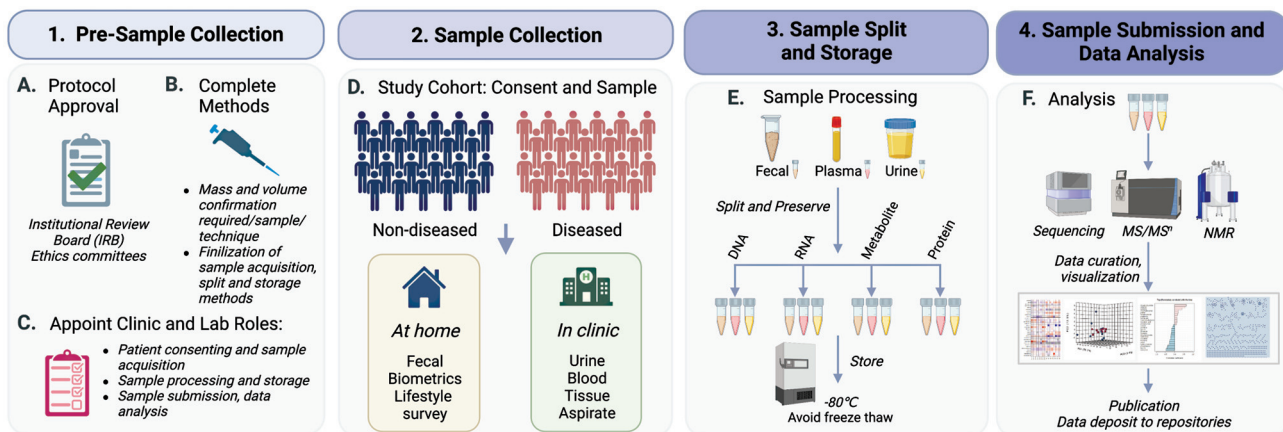 1. Pre-Sample Collection
A. Protocol
Approval
Institutional Review
Board (IRB)
Ethics committees
B. Complete
Methods
• Mass and volume
confirmation
required/sample/
technique
• Finilization of
sample acquisition,
split and storage
methods
C. Appoint Clinic and Lab Roles:
• Patient consenting and sample
acquisition
• Sample processing and storage
• Sample submission, data
analysis
2. Sample Collection
D. Study Cohort: Consent and Sample
Non-diseased
Diseased
At home
Fecal
Biometrics
Lifestyle
survey
H
In clinic
Urine
Blood
Tissue
Aspirate
3. Sample Split
and Storage
E. Sample Processing
Fecal
Plasma
Urine
Split and Preserve
DNA
RNA
Metabolite
Protein
Store
-80°C
Avoid freeze thaw
4. Sample Submission and
Data Analysis
F. Analysis
Sequencing
MS/MSⁿ
NMR
Data curation,
visualization
Publication
Data deposit to repositories